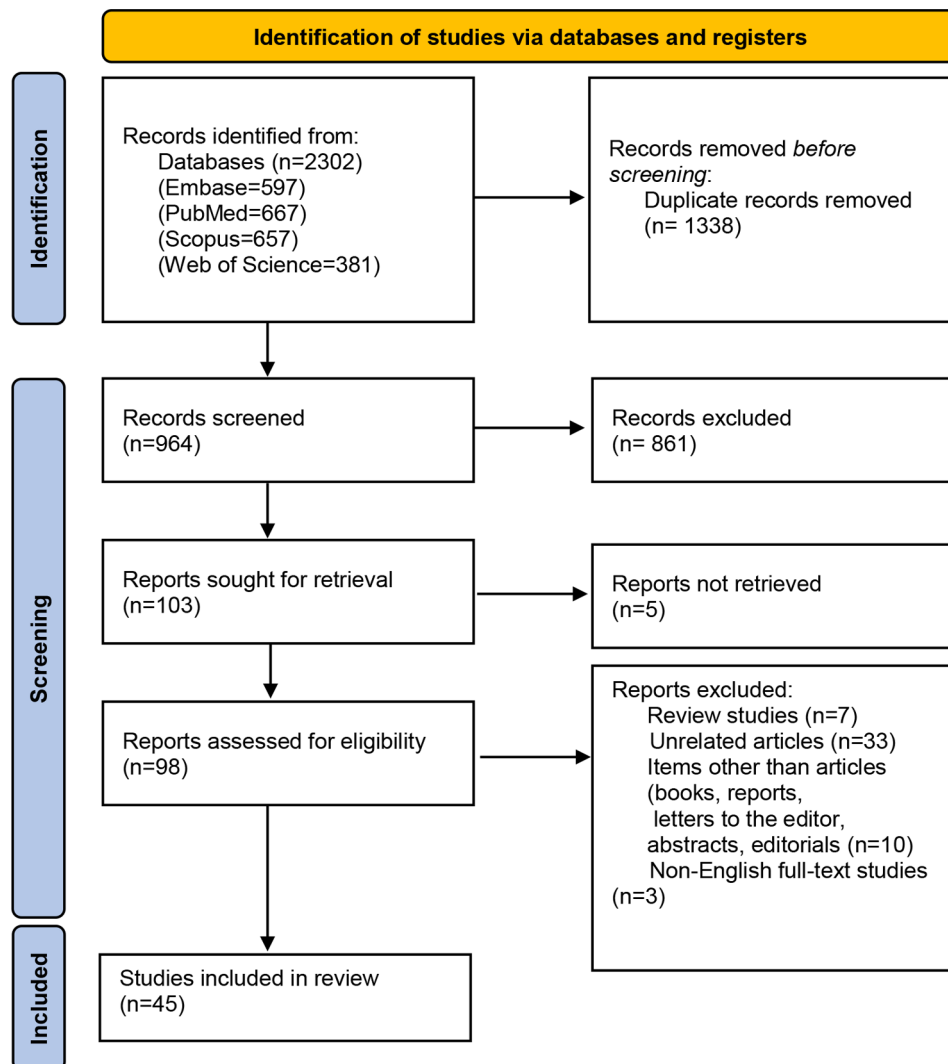 Identification of studies via databases and registers
Identification
Records identified from:
Databases (n=2302)
(Embase=597)
(PubMed=667)
(Scopus=657)
(Web of Science=381)
Records removed before
screening:
Duplicate records removed
(n= 1338)
Screening
Records screened
(n=964)
Records excluded
(n= 861)
Reports sought for retrieval
(n=103)
Reports not retrieved
(n=5)
Reports assessed for eligibility
(n=98)
Reports excluded:
Review studies (n=7)
Unrelated articles (n=33)
Items other than articles
(books, reports,
letters to the editor,
abstracts, editorials (n=10)
Non-English full-text studies
(n=3)
Included
Studies included in review
(n=45)